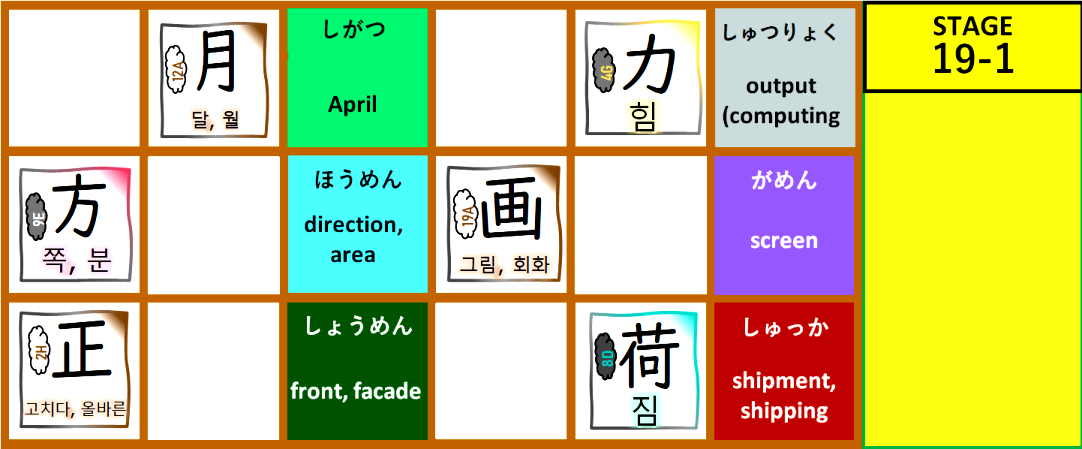 12A
月
달, 월
しがつ
April
4G
力
힘
しゅつりょく
output
(computing
STAGE
19-1
9E
方
쪽, 분
ほうめん
direction,
area
19A
画
그림, 회화
がめん
screen
2H
正
고치다, 올바른
しょうめん
front, facade
8D
荷
짐
しゅっか
shipment,
shipping